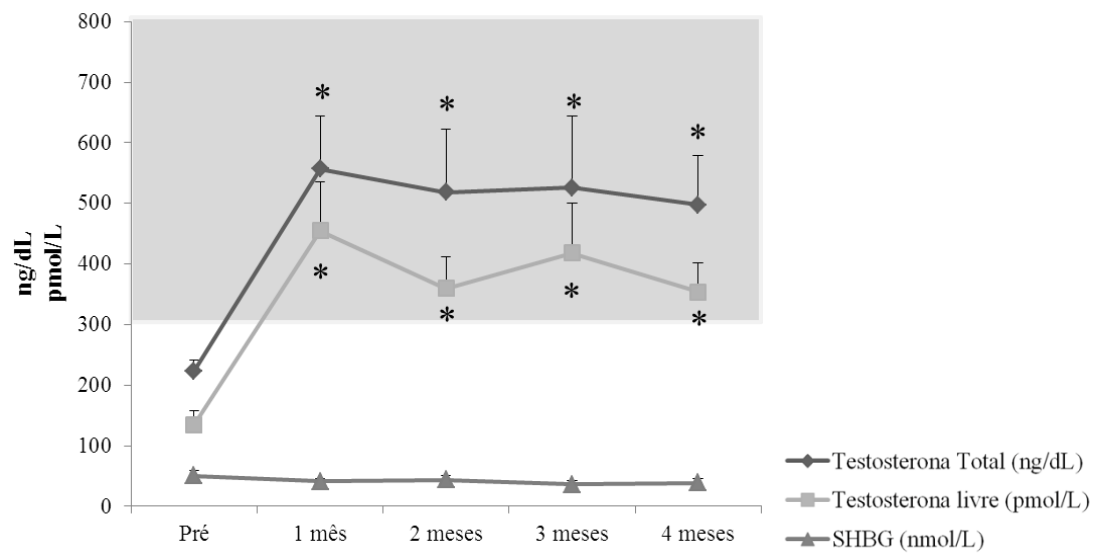 800
700
600
500
400
300
200
100
0
ng/dL
pmol/L
* * * *
* * * *
Pré 1 mês 2 meses 3 meses 4 meses
Testosterona Total (ng/dL)
Testosterona livre (pmol/L)
SHBG (nmol/L)